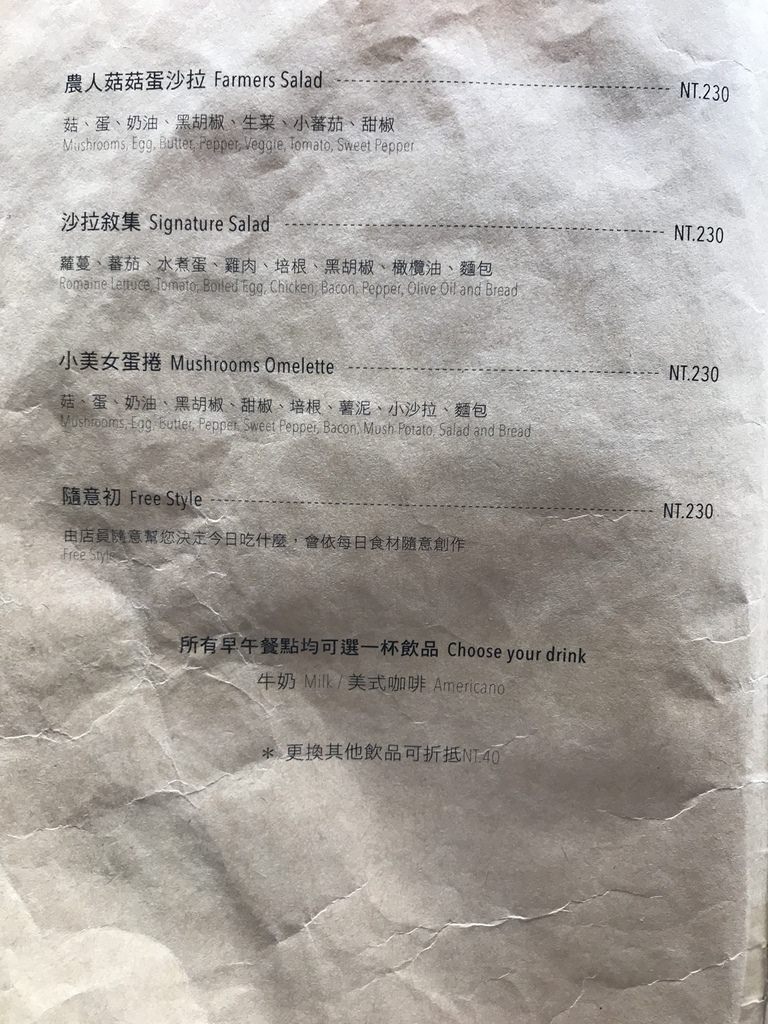 農人菇菇蛋沙拉 Farmers Salad NT.230
菇、蛋、奶油、黑胡椒、生菜、小蕃茄、甜椒
Mushrooms, Egg, Butter, Pepper, Veggie, Tomato, Sweet Pepper
沙拉敘集 Signature Salad NT.230
蘿蔓、蕃茄、水煮蛋、雞肉、培根、黑胡椒、橄欖油、麵包
Romaine Lettuce, Tomato, Boiled Egg, Chicken, Bacon, Pepper, Olive Oil and Bread
小美女蛋捲 Mushrooms Omelette NT.230
菇、蛋、奶油、黑胡椒、甜椒、培根、薯泥、小沙拉、麵包
Mushrooms, Egg, Butter, Pepper, Sweet Pepper, Bacon, Mush Potato, Salad and Bread
隨意初 Free Style NT.230
由店員隨意幫您決定今日吃什麼，會依每日食材隨意創作
Free Style
所有早午餐點均可選一杯飲品 Choose your drink
牛奶 Milk / 美式咖啡 Americano
＊ 更換其他飲品可折抵NT.40